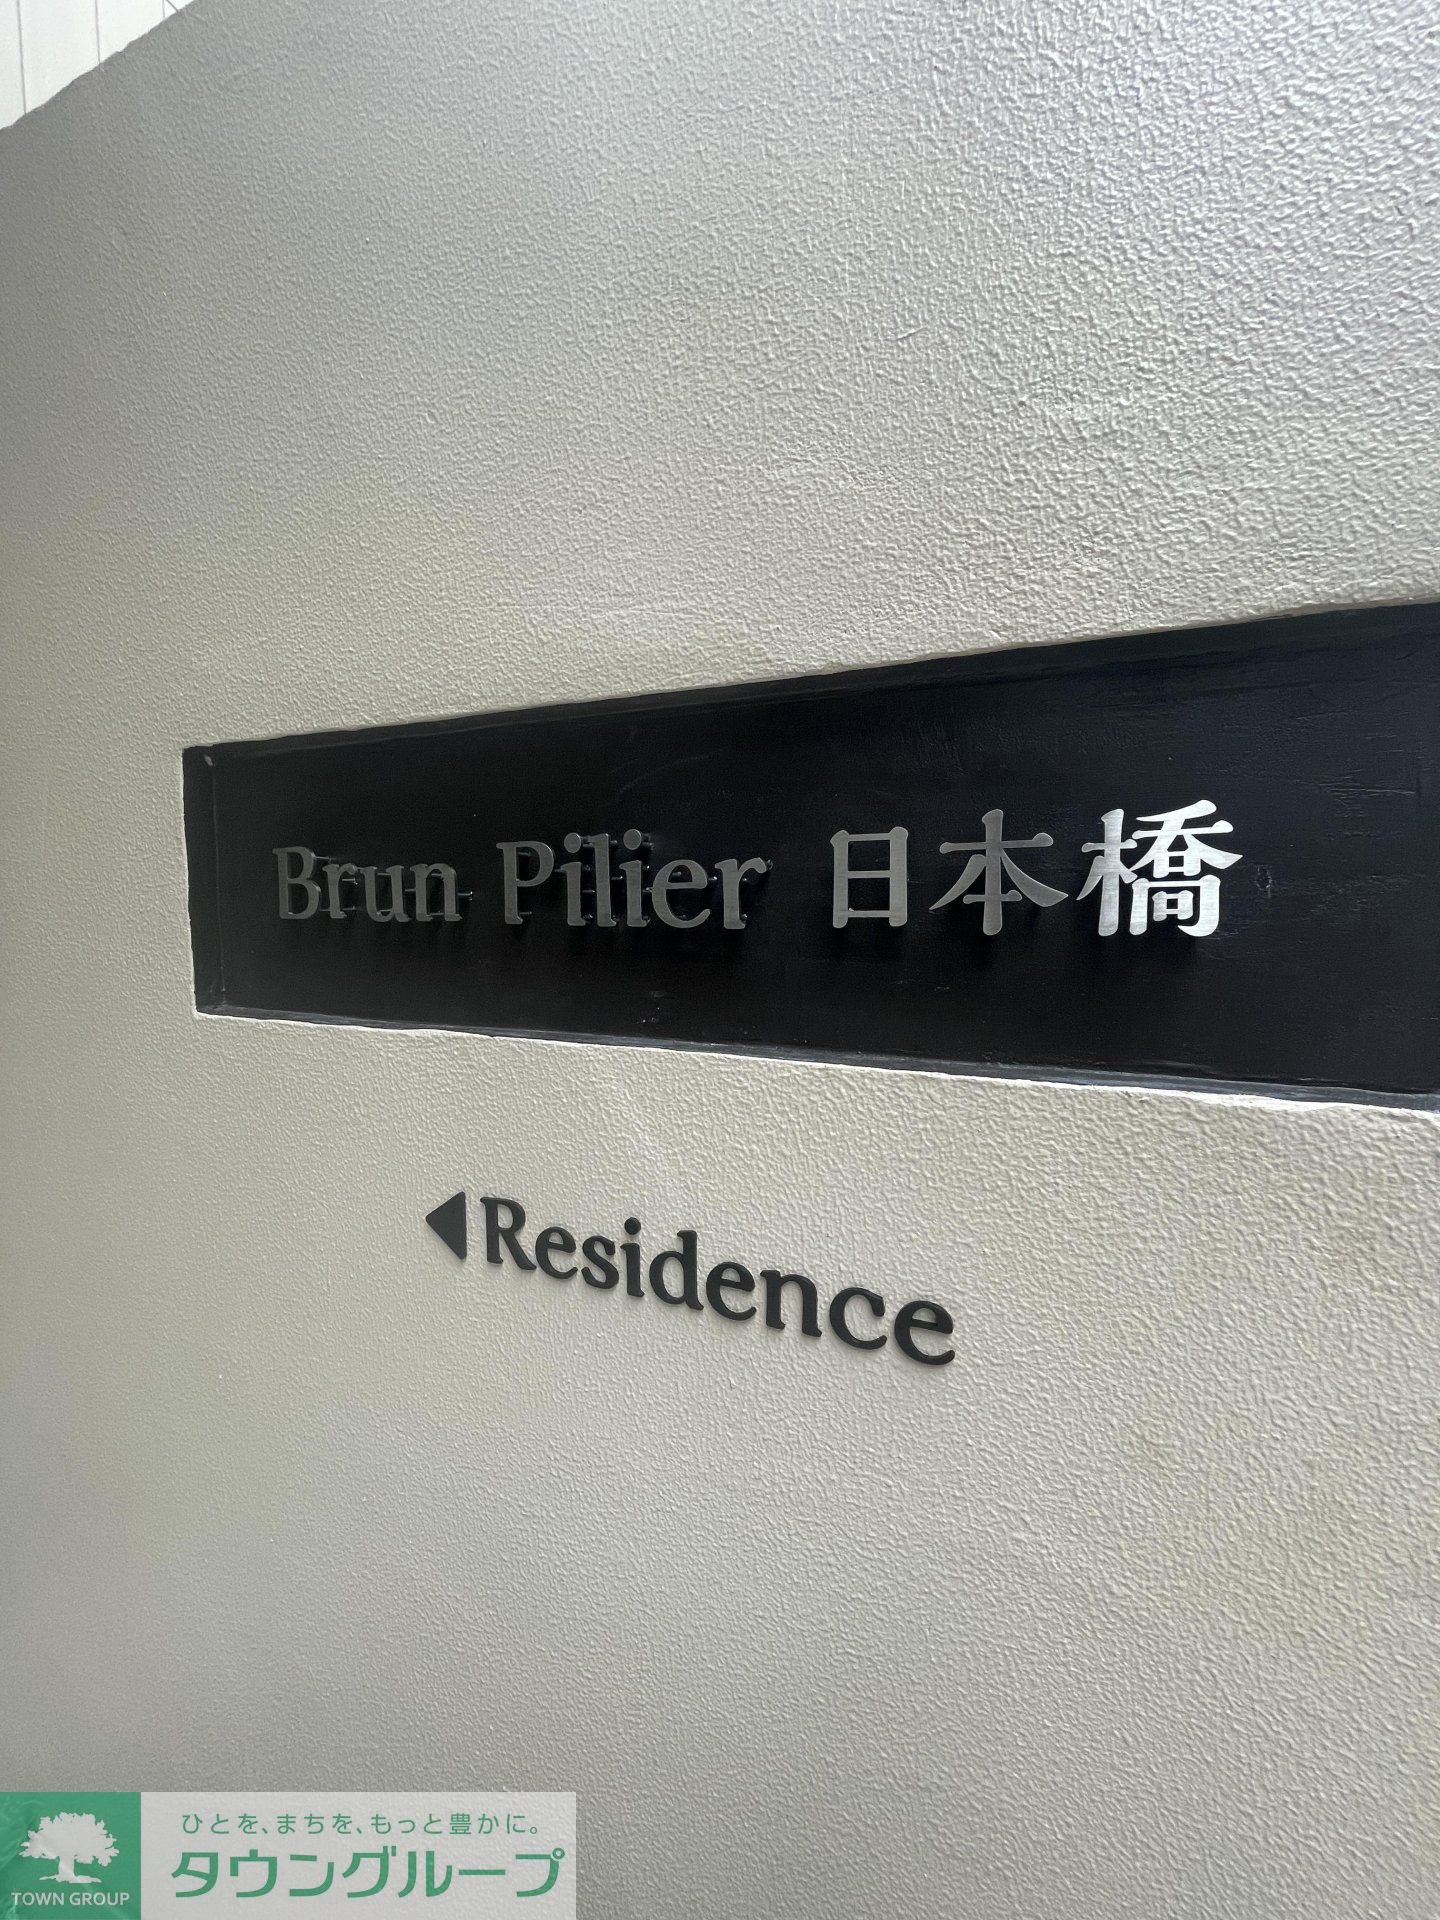 Brun Pilier 日本橋
◀Residence
ひとを、まちを、もっと豊かに。
タウングループ
TOWN GROUP